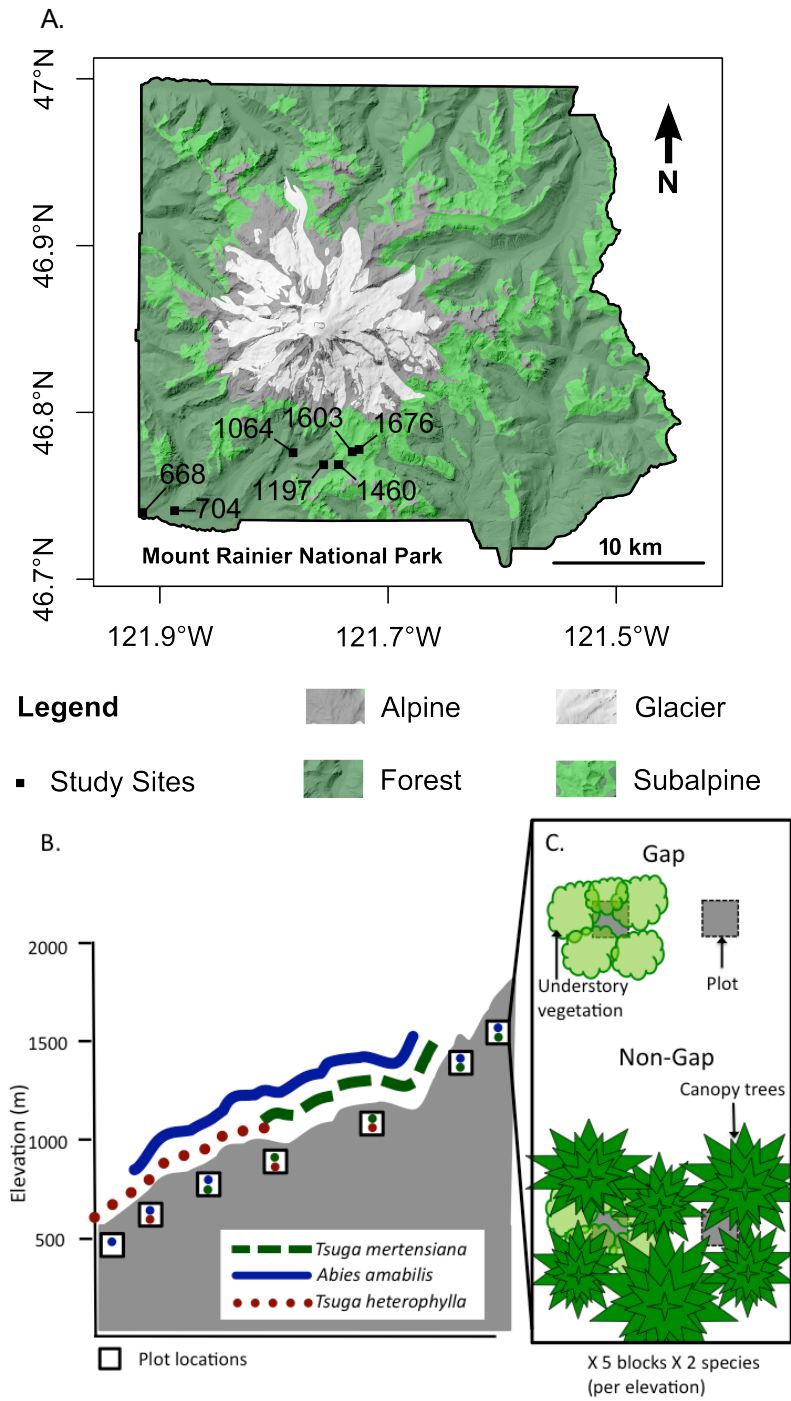 A.
47°N
46.9°N
46.8°N
46.7°N
N
1603
1676
1064
668
1197
1460
704
Mount Rainier National Park
10 km
121.9°W
121.7°W
121.5°W
Legend
Alpine
Glacier
Study Sites
Forest
Subalpine
B.
C.
Gap
Understory
vegetation
Plot
Non-Gap
Canopy trees
2000
1500
1000
500
Elevation (m)
Tsuga mertensiana
Abies amabilis
Tsuga heterophylla
Plot locations
X 5 blocks X 2 species
(per elevation)